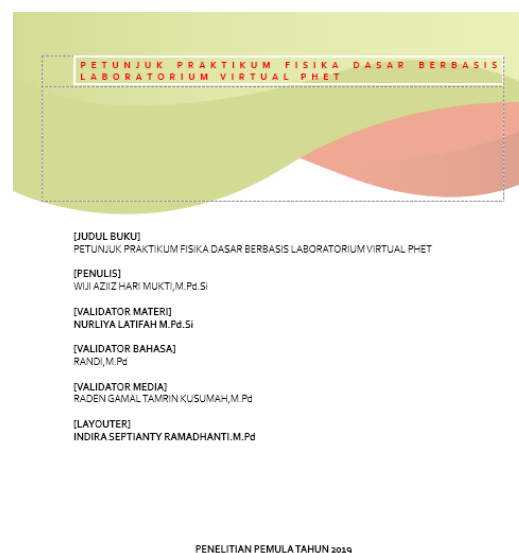 PETUNJUK PRAKTIKUM FISIKA DASAR BERBASIS
LABORATORIUM VIRTUAL PHET
[JUDUL BUKU]
PETUNJUK PRAKTIKUM FISIKA DASAR BERBASIS LABORATORIUM VIRTUAL PHET
[PENULIS]
WIJI AZIIZ HARI MUKTI,M.Pd.Si
[VALIDATOR MATERI]
NURLIYA LATIFAH M.Pd.Si
[VALIDATOR BAHASA]
RANDI,M.Pd
[VALIDATOR MEDIA]
RADEN GAMAL TAMRIN KUSUMAH,M.Pd
[LAYOUTER]
INDIRA SEPTIANTY RAMADHANTI.M.Pd
PENELITIAN PEMULA TAHUN 2019